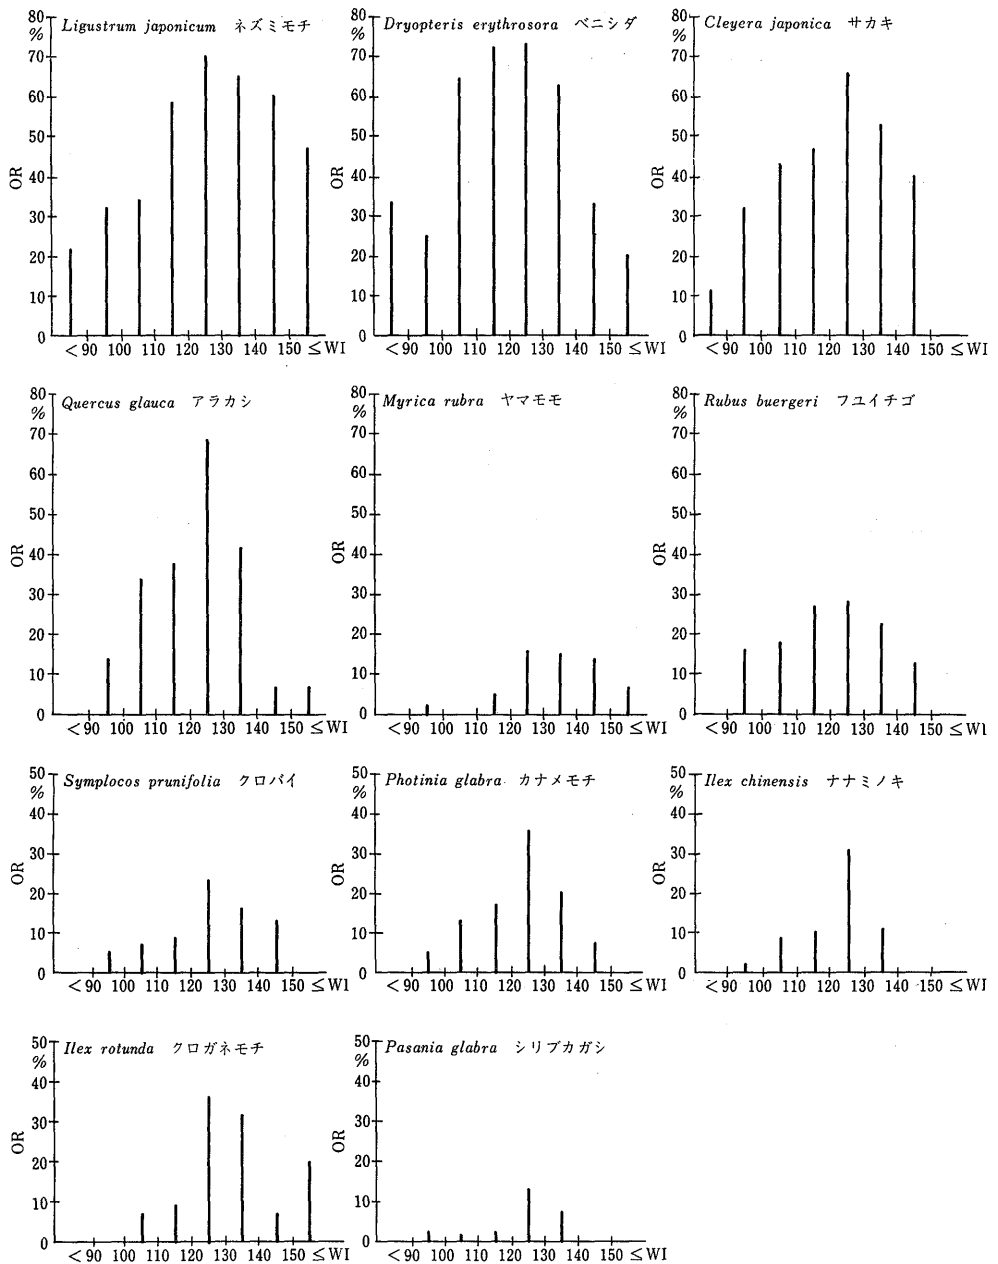 80
%
70
60
50
40
30
20
10
0
OR
Ligustrum japonicum ネズミモチ
<90 100 110 120 130 140 150 ≦WI
80
%
70
60
50
40
30
20
10
0
OR
Dryopteris erythrosora ベニシダ
<90 100 110 120 130 140 150 ≦WI
80
%
70
60
50
40
30
20
10
0
OR
Cleyera japonica サカキ
<90 100 110 120 130 140 150 ≦WI
80
%
70
60
50
40
30
20
10
0
OR
Quercus glauca アラカシ
<90 100 110 120 130 140 150 ≦WI
80
%
70
60
50
40
30
20
10
0
OR
Myrica rubra ヤマモモ
<90 100 110 120 130 140 150 ≦WI
80
%
70
60
50
40
30
20
10
0
OR
Rubus buergeri フユイチゴ
<90 100 110 120 130 140 150 ≦WI
50
%
40
30
20
10
0
OR
Symplocos prunifolia クロバイ
<90 100 110 120 130 140 150 ≦WI
50
%
40
30
20
10
0
OR
Photinia glabra カナメモチ
<90 100 110 120 130 140 150 ≦WI
50
%
40
30
20
10
0
OR
Ilex chinensis ナナミノキ
<90 100 110 120 130 140 150 ≦WI
50
%
40
30
20
10
0
OR
Ilex rotunda クロガネモチ
<90 100 110 120 130 140 150 ≦WI
50
%
40
30
20
10
0
OR
Pasania glabra シリブカガシ
<90 100 110 120 130 140 150 ≦WI